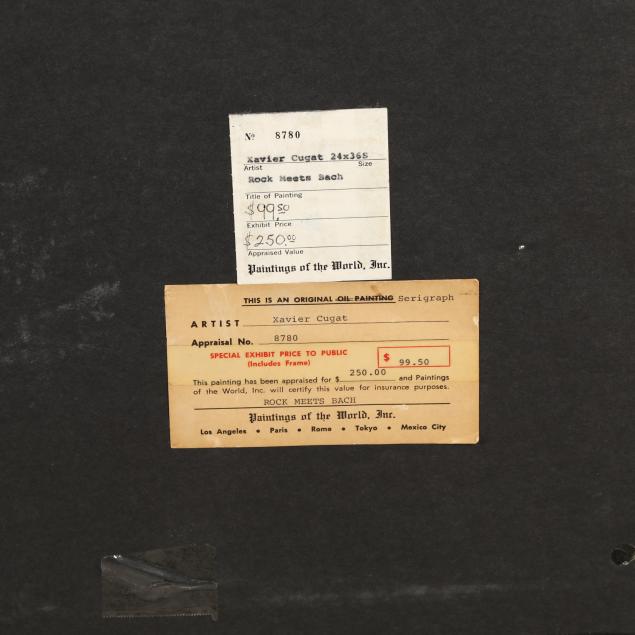 No 8780
Xavier Cugat 24x36S
Artist Size
Rock Meets Bach
Title of Painting
$99.50
Exhibit Price
$250.00
Appraised Value
Paintings of the World, Inc.
THIS IS AN ORIGINAL OIL PAINTING Serigraph
ARTIST Xavier Cugat
Appraisal No. 8780
SPECIAL EXHIBIT PRICE TO PUBLIC
(Includes Frame) $ 99.50
This painting has been appraised for $ 250.00 and Paintings
of the World, Inc. will certify this value for insurance purposes.
ROCK MEETS BACH
Paintings of the World, Inc.
Los Angeles • Paris • Rome • Tokyo • Mexico City